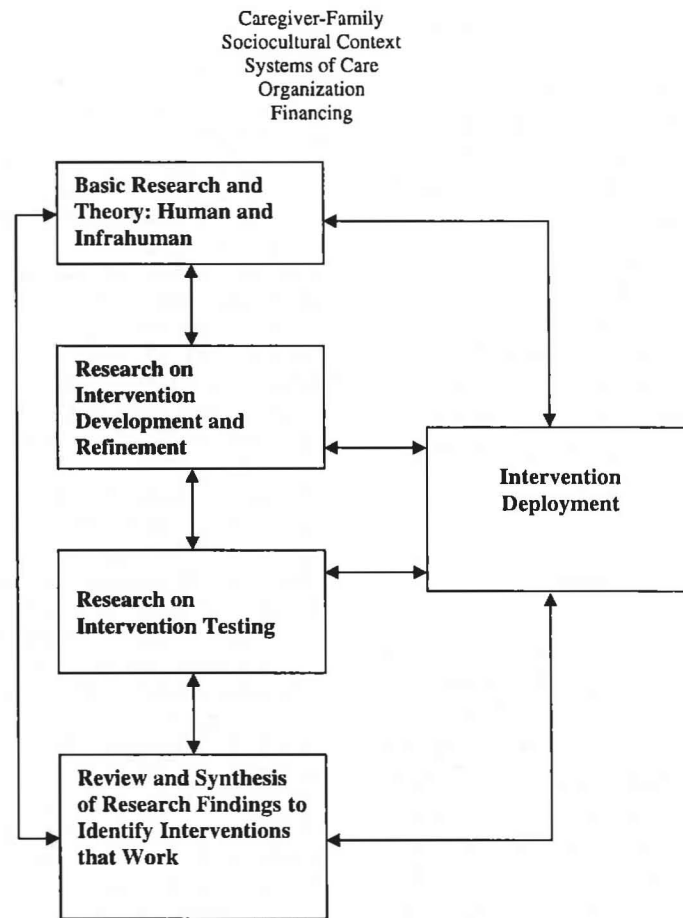 Caregiver-Family
Sociocultural Context
Systems of Care
Organization
Financing
Basic Research and
Theory: Human and
Infrahuman
Research on
Intervention
Development and
Refinement
Intervention
Deployment
Research on
Intervention Testing
Review and Synthesis
of Research Findings to
Identify Interventions
that Work